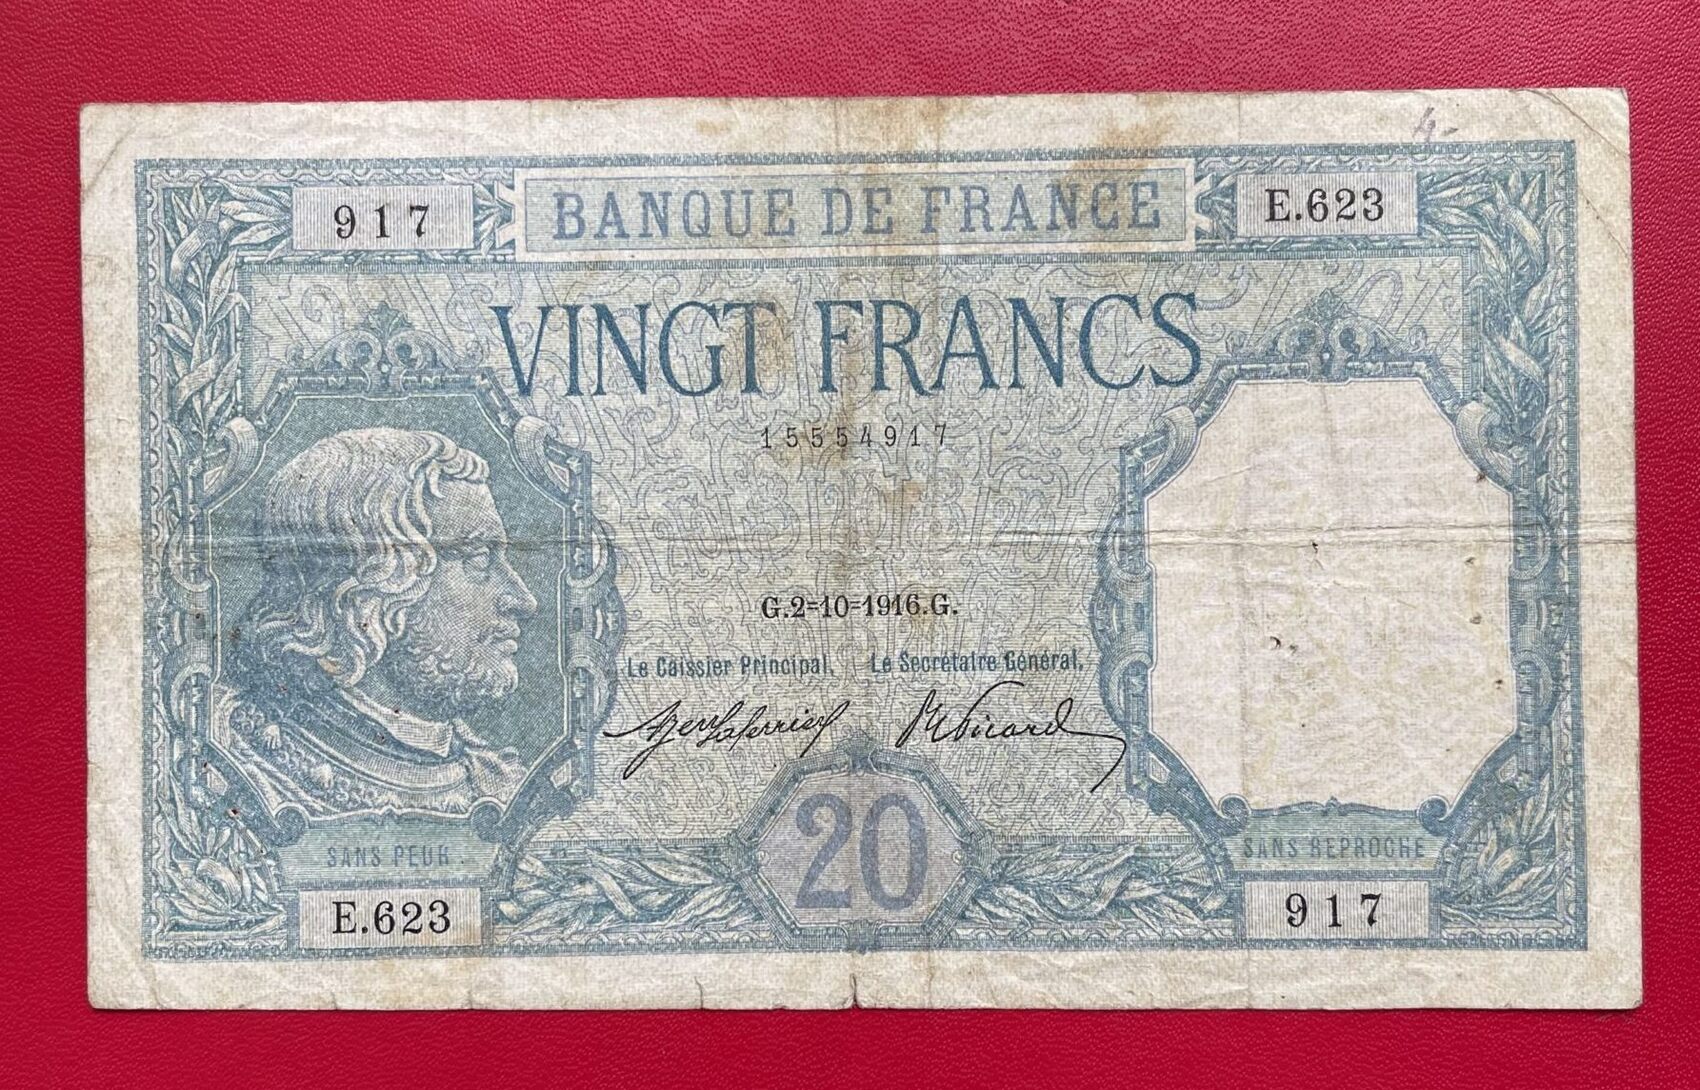 4.-
917
BANQUE DE FRANCE
E.623
VINGT FRANCS
15554917
G.2=10=1916.G.
Le Caissier Principal,
Le Secrétaire Général,
SANS PEUR
20
SANS REPROCHE
E.623
917